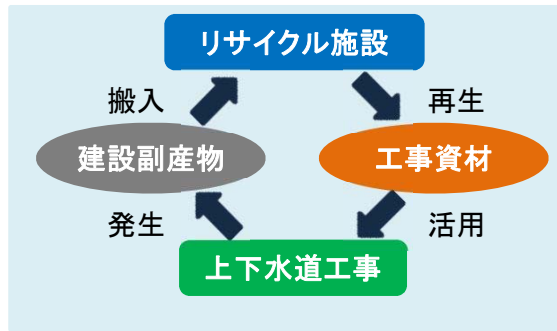 リサイクル施設
搬入
再生
建設副産物
工事資材
発生
活用
上下水道工事